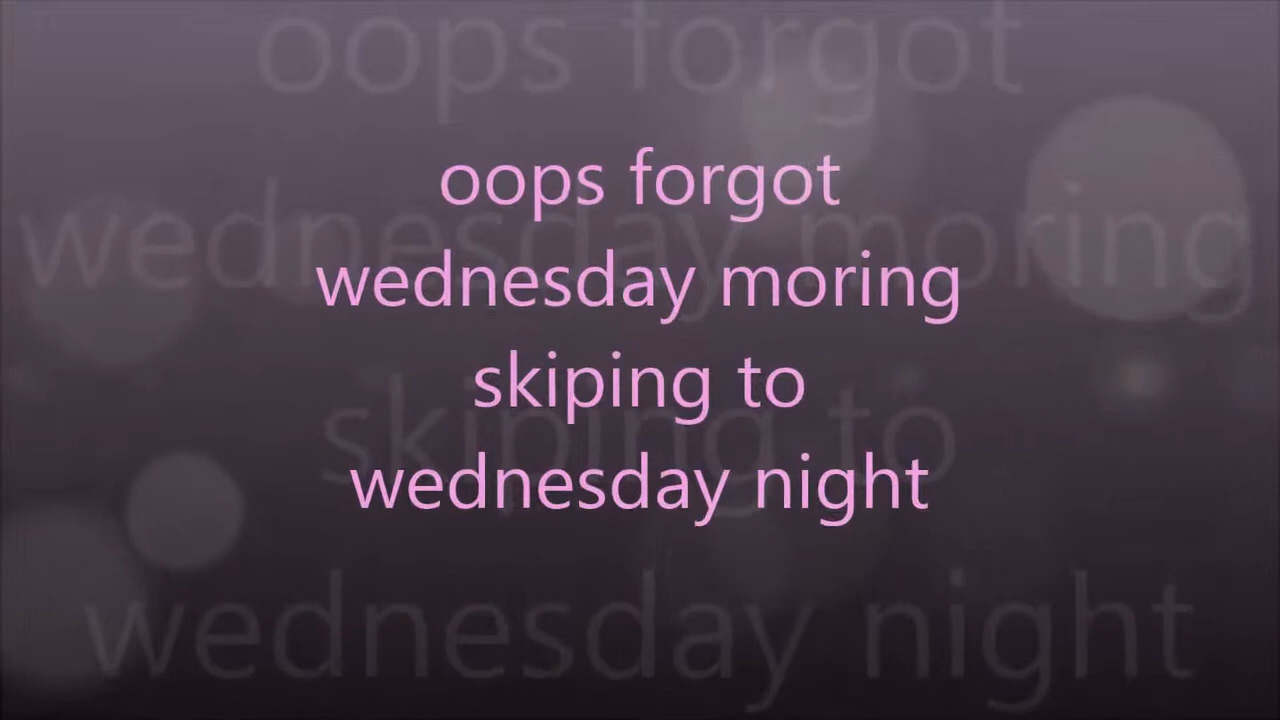 oops forgot
wednesday moring
skiping to
wednesday night